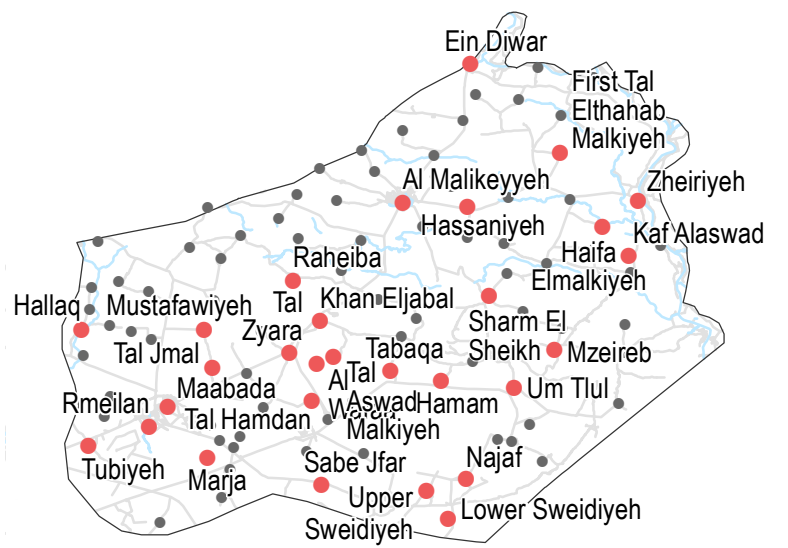 Ein Diwar
First Tal
Elthahab
Malkiyeh
Al Malikeyyeh
Zheiriyeh
Hassaniyeh
Kaf Alaswad
Haifa
Elmalkiyeh
Raheiba
Hallaq
Mustafawiyeh
Tal
Zyara
Khan Eljabal
Sharm El
Sheikh
Mzeireb
Tal Jmal
Tabaqa
Maabada
Al
Tal
Aswad
Malkiyeh
Hamam
Um Tlul
Rmeilan
Tal Hamdan
Tubiyeh
Marja
Sabe Jfar
Najaf
Upper
Sweidiyeh
Lower Sweidiyeh